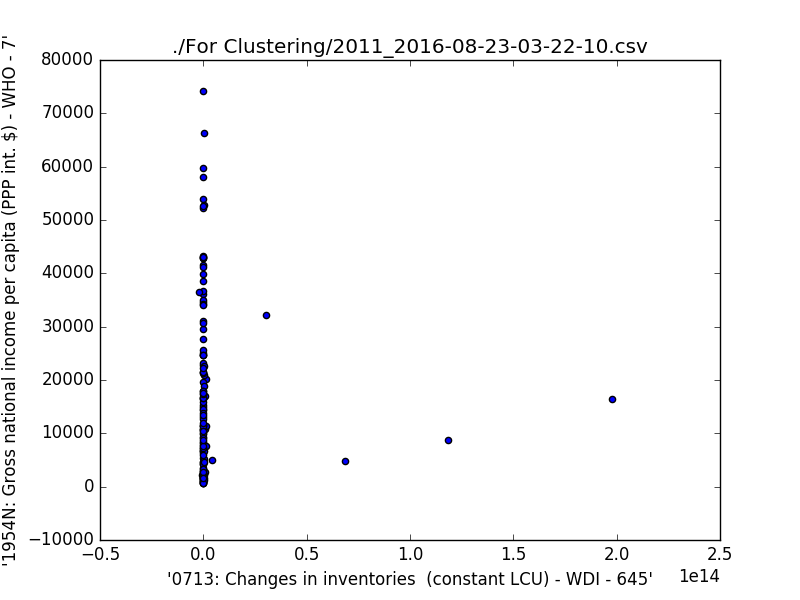 ./For Clustering/2011_2016-08-23-03-22-10.csv
'1954N: Gross national income per capita (PPP int. $) - WHO - 7'
80000
70000
60000
50000
40000
30000
20000
10000
0
−10000
−0.5 0.0 0.5 1.0 1.5 2.0 2.5
1e14
'0713: Changes in inventories  (constant LCU) - WDI - 645'